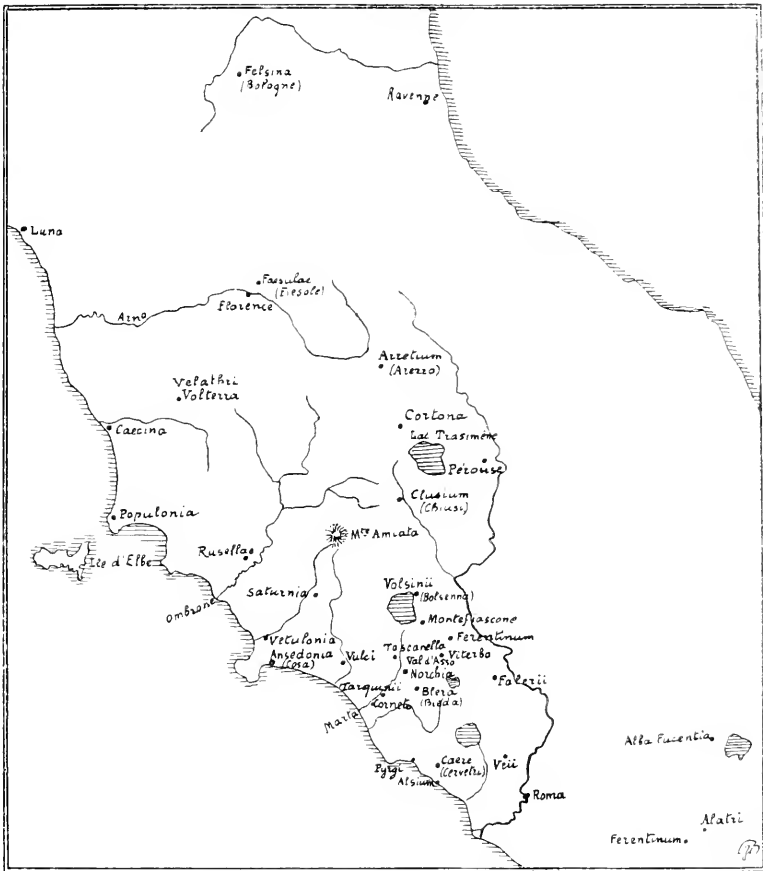 Felsina
(Bologne)
Ravenne
Luna
Faesulae
(Fiesole)
Florence
Arno
Arretium
(Arezzo)
Velathri
Volterra
Cortona
Caecina
Lac Trasimène
Pérouse
Clusium
(Chiusi)
Populonia
Mte Amiata
Rusella
Ile d'Elbe
Volsinii
(Bolsenna)
Saturnia
Ombrone
Montefiascone
Vetulonia
Ferentinum
Toscanella
Ansedonia
(Cosa)
Vulci
Val d'Asso
Viterbo
Norchia
Falerii
Tarquinii
Blera
(Bieda)
Corneto
Marta
Alba Fucentia
Pyrgi
Caere
(Cervetri)
Veii
Alsium
Roma
Alatri
Ferentinum